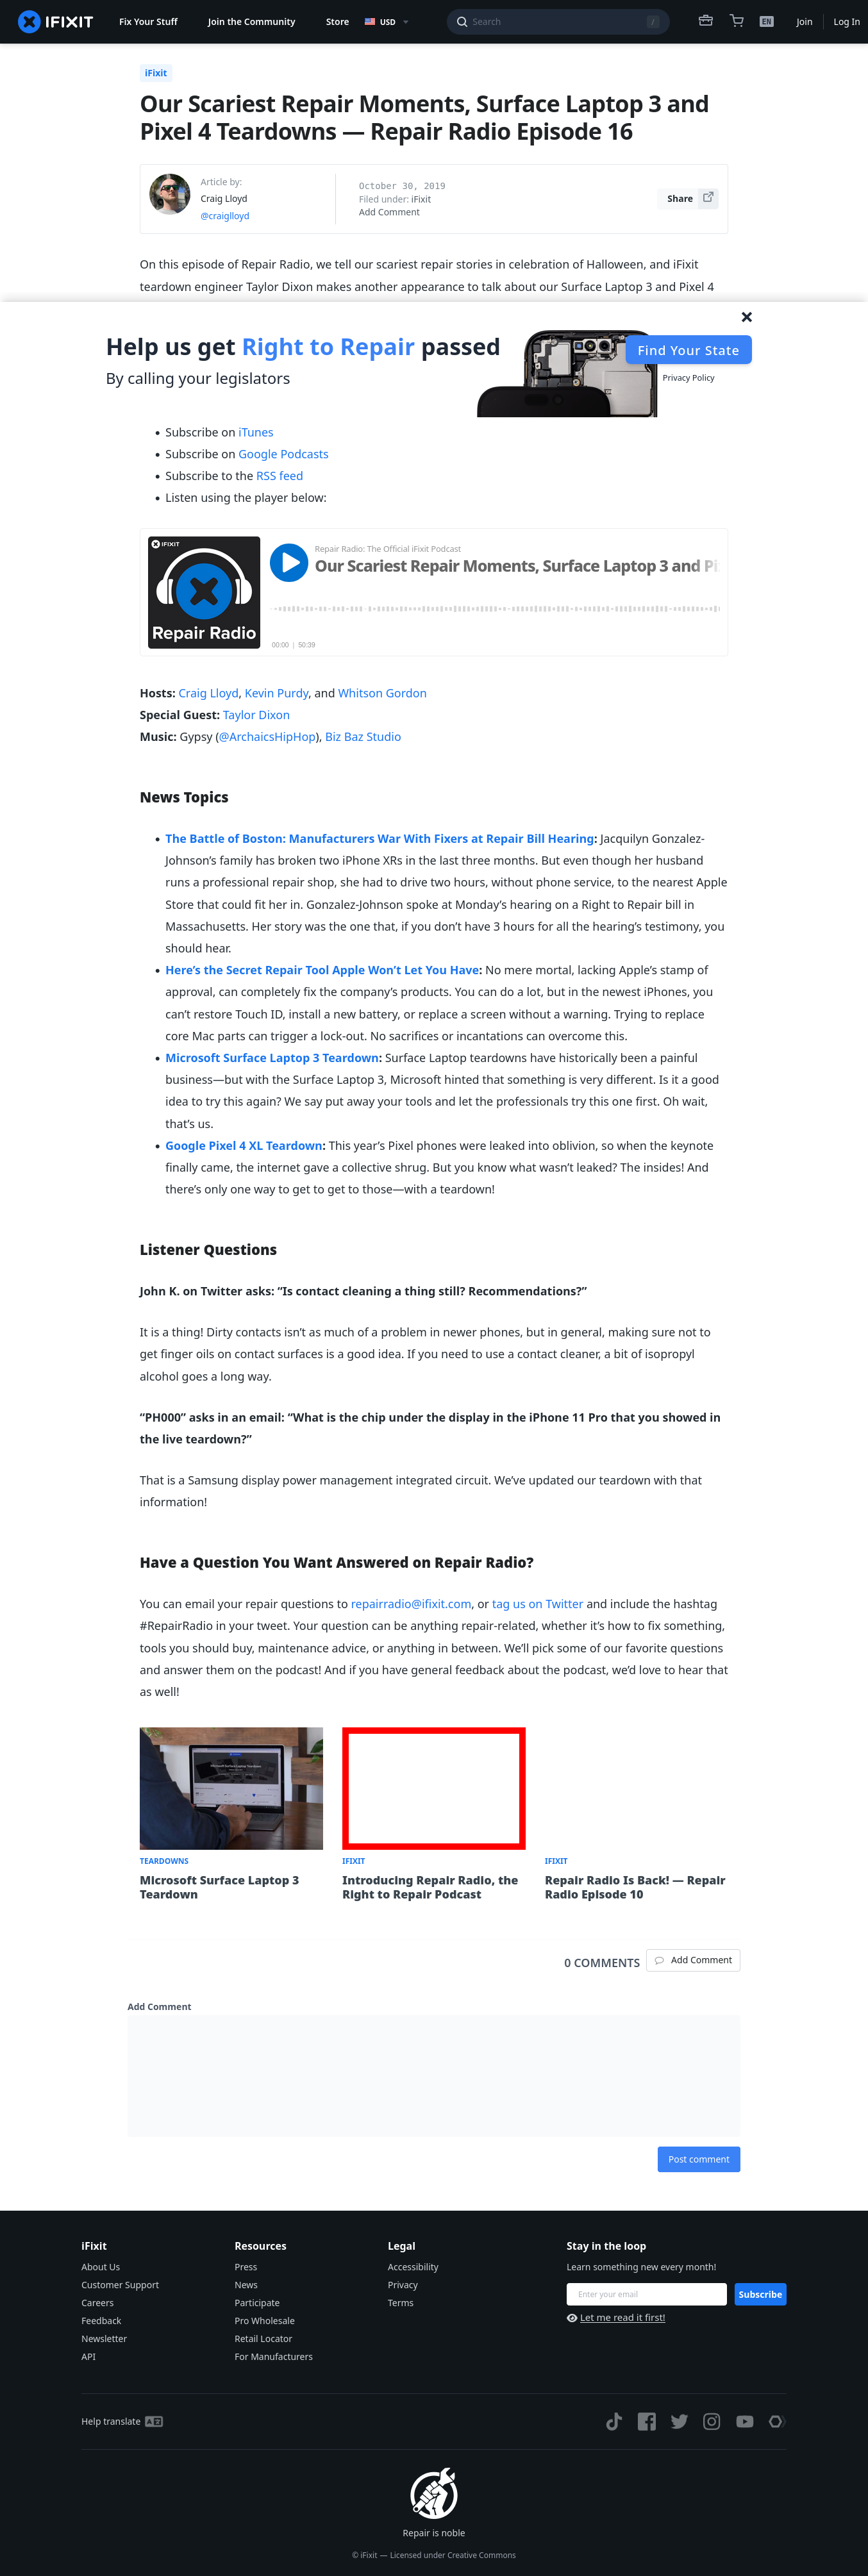 IFIXIT
Fix Your Stuff
Join the Community
Store
USD
Search
/
EN
Join
Log In
iFixit
Our Scariest Repair Moments, Surface Laptop 3 and
Pixel 4 Teardowns — Repair Radio Episode 16
Article by:
Craig Lloyd
@craiglloyd
October 30, 2019
Filed under: iFixit
Add Comment
Share
On this episode of Repair Radio, we tell our scariest repair stories in celebration of Halloween, and iFixit
teardown engineer Taylor Dixon makes another appearance to talk about our Surface Laptop 3 and Pixel 4
Help us get Right to Repair passed
By calling your legislators
Find Your State
Privacy Policy
Subscribe on iTunes
Subscribe on Google Podcasts
Subscribe to the RSS feed
Listen using the player below:
IFIXIT
Repair Radio
Repair Radio: The Official iFixit Podcast
Our Scariest Repair Moments, Surface Laptop 3 and Pi
00:00 | 50:39
Hosts: Craig Lloyd, Kevin Purdy, and Whitson Gordon
Special Guest: Taylor Dixon
Music: Gypsy (@ArchaicsHipHop), Biz Baz Studio
News Topics
The Battle of Boston: Manufacturers War With Fixers at Repair Bill Hearing: Jacquilyn Gonzalez-
Johnson’s family has broken two iPhone XRs in the last three months. But even though her husband
runs a professional repair shop, she had to drive two hours, without phone service, to the nearest Apple
Store that could fit her in. Gonzalez-Johnson spoke at Monday’s hearing on a Right to Repair bill in
Massachusetts. Her story was the one that, if you don’t have 3 hours for all the hearing’s testimony, you
should hear.
Here’s the Secret Repair Tool Apple Won’t Let You Have: No mere mortal, lacking Apple’s stamp of
approval, can completely fix the company’s products. You can do a lot, but in the newest iPhones, you
can’t restore Touch ID, install a new battery, or replace a screen without a warning. Trying to replace
core Mac parts can trigger a lock-out. No sacrifices or incantations can overcome this.
Microsoft Surface Laptop 3 Teardown: Surface Laptop teardowns have historically been a painful
business—but with the Surface Laptop 3, Microsoft hinted that something is very different. Is it a good
idea to try this again? We say put away your tools and let the professionals try this one first. Oh wait,
that’s us.
Google Pixel 4 XL Teardown: This year’s Pixel phones were leaked into oblivion, so when the keynote
finally came, the internet gave a collective shrug. But you know what wasn’t leaked? The insides! And
there’s only one way to get to get to those—with a teardown!
Listener Questions
John K. on Twitter asks: “Is contact cleaning a thing still? Recommendations?”
It is a thing! Dirty contacts isn’t as much of a problem in newer phones, but in general, making sure not to
get finger oils on contact surfaces is a good idea. If you need to use a contact cleaner, a bit of isopropyl
alcohol goes a long way.
“PH000” asks in an email: “What is the chip under the display in the iPhone 11 Pro that you showed in
the live teardown?”
That is a Samsung display power management integrated circuit. We’ve updated our teardown with that
information!
Have a Question You Want Answered on Repair Radio?
You can email your repair questions to repairradio@ifixit.com, or tag us on Twitter and include the hashtag
#RepairRadio in your tweet. Your question can be anything repair-related, whether it’s how to fix something,
tools you should buy, maintenance advice, or anything in between. We’ll pick some of our favorite questions
and answer them on the podcast! And if you have general feedback about the podcast, we’d love to hear that
as well!
TEARDOWNS
Microsoft Surface Laptop 3
Teardown
IFIXIT
Introducing Repair Radio, the
Right to Repair Podcast
IFIXIT
Repair Radio Is Back! — Repair
Radio Episode 10
0 COMMENTS
Add Comment
Add Comment
Post comment
iFixit
About Us
Customer Support
Careers
Feedback
Newsletter
API
Resources
Press
News
Participate
Pro Wholesale
Retail Locator
For Manufacturers
Legal
Accessibility
Privacy
Terms
Stay in the loop
Learn something new every month!
Enter your email
Subscribe
Let me read it first!
Help translate
Repair is noble
© iFixit — Licensed under Creative Commons